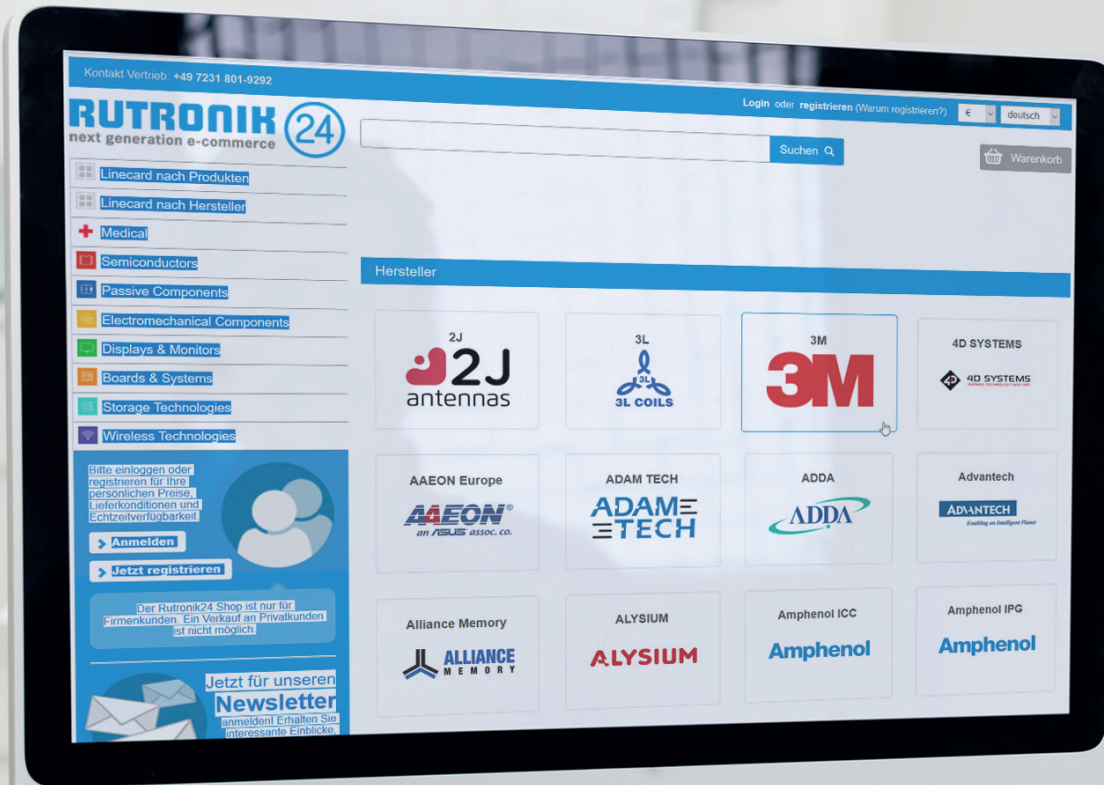 Kontakt Vertrieb: +49 7231 801-9292
Login oder registrieren (Warum registrieren?)
€
deutsch
RUTRONIK 24
next generation e-commerce
Suchen
Warenkorb
Linecard nach Produkten
Linecard nach Hersteller
Medical
Semiconductors
Passive Components
Electromechanical Components
Displays & Monitors
Boards & Systems
Storage Technologies
Wireless Technologies
Bitte einloggen oder
registrieren für Ihre
persönlichen Preise,
Lieferkonditionen und
Echtzeitverfügbarkeit
Anmelden
Jetzt registrieren
Der Rutronik24 Shop ist nur für
Firmenkunden. Ein Verkauf an Privatkunden
ist nicht möglich.
Jetzt für unseren
Newsletter
anmelden! Erhalten Sie
interessante Einblicke,
Hersteller
2J
2J
antennas
3L
3L
3L COILS
3M
3M
4D SYSTEMS
4D
4D SYSTEMS
AAEON Europe
AAEON®
an ASUS assoc. co.
ADAM TECH
ADAM
TECH
ADDA
ADDA
Advantech
ADVANTECH
Enabling an Intelligent Planet
Alliance Memory
ALLIANCE
MEMORY
ALYSIUM
ALYSIUM
Amphenol ICC
Amphenol
Amphenol IPG
Amphenol